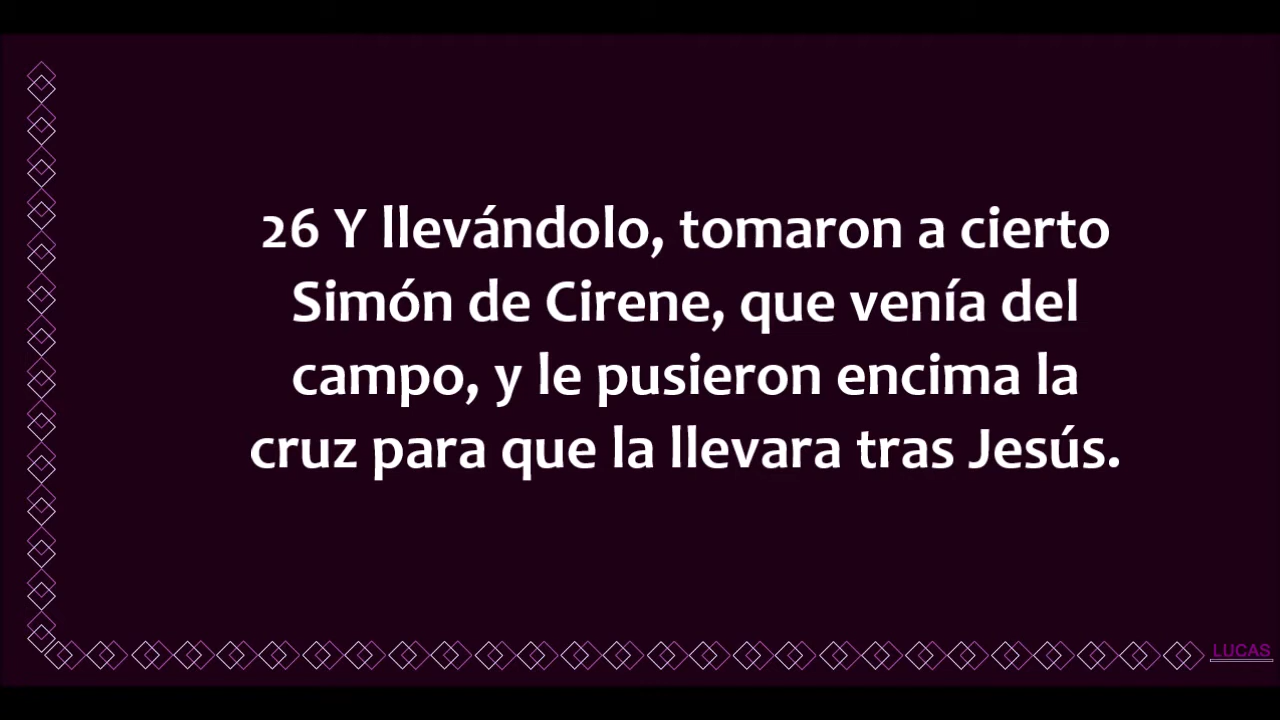 26 Y llevándolo, tomaron a cierto
Simón de Cirene, que venía del
campo, y le pusieron encima la
cruz para que la llevara tras Jesús.
LUCAS